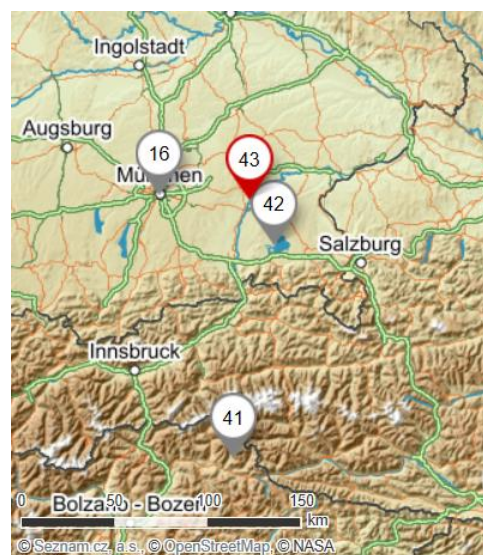 Ingolstadt
Augsburg
16
43
München
42
Salzburg
Innsbruck
41
0 50 100 150
Bolzano - Bozen
km
© Seznam.cz, a.s., © OpenStreetMap, © NASA